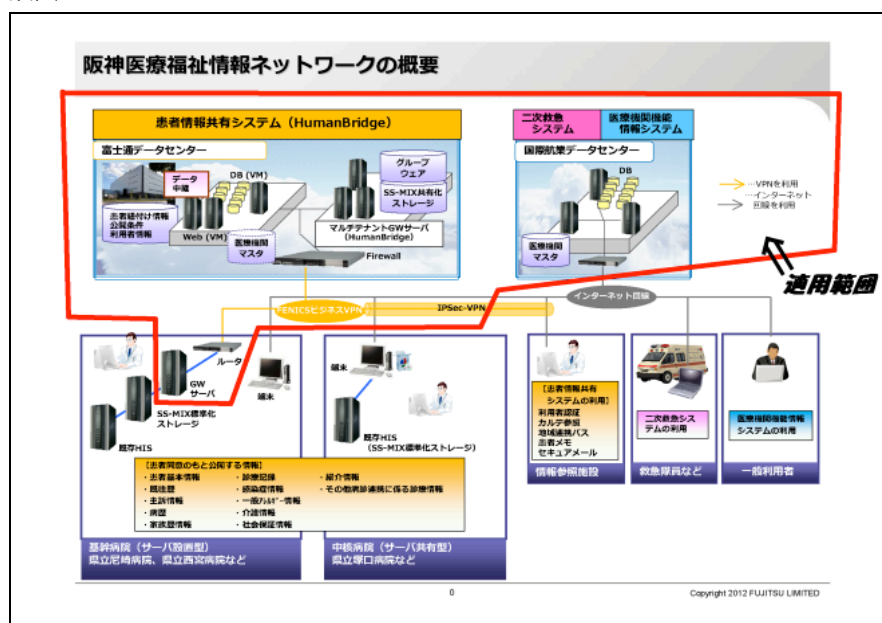 阪神医療福祉情報ネットワークの概要
患者情報共有システム（HumanBridge）
富士通データセンター
データ
中継
DB (VM)
グループ
ウェア
SS-MIX共有化
ストレージ
患者紐付け情報
公開条件
利用者情報
Web (VM)
医療機関
マスタ
マルチテナントGWサーバ
(HumanBridge)
Firewall
二次救急
システム
医療機関機能
情報システム
国際航業データセンター
DB
医療機関
マスタ
…VPNを利用
…インターネット
回線を利用
適用範囲
FENICSビジネスVPN
IPSec-VPN
インターネット回線
ルータ
GW
サーバ
SS-MIX標準化
ストレージ
既存HIS
端末
端末
既存HIS
(SS-MIX標準化ストレージ)
【患者情報共有
システムの利用】
利用者認証
カルテ参照
地域連携パス
患者メモ
セキュアメール
情報参照施設
二次救急シス
テムの利用
救急隊員など
医療機関機能情報
システムの利用
一般利用者
【患者同意のもと公開する情報】
・患者基本情報
・既往歴
・主訴情報
・病歴
・家族歴情報
・診療記録
・感染症情報
・一般アレルギー情報
・介護情報
・社会保障情報
・紹介情報
・その他病診連携に係る診療情報
基幹病院（サーバ設置型）
県立尼崎病院、県立西宮病院など
中核病院（サーバ共有型）
県立塚口病院など
0
Copyright 2012 FUJITSU LIMITED